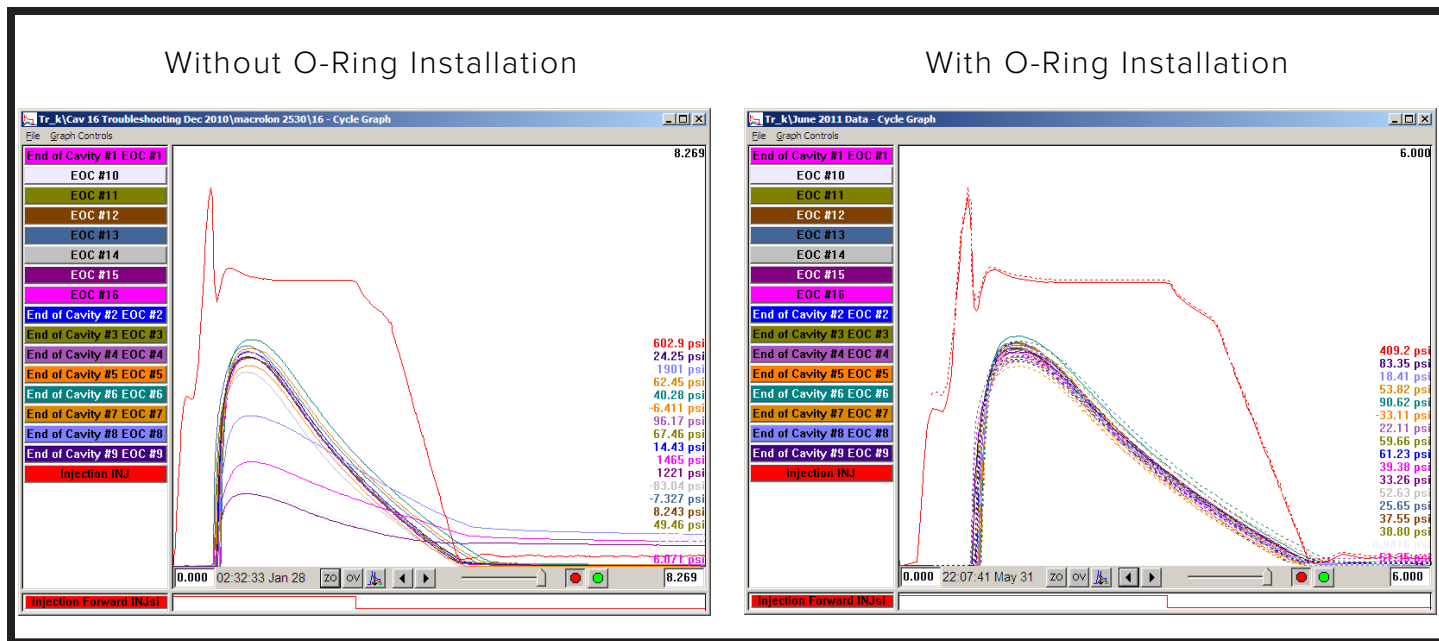 Without O-Ring Installation
Tr_k\Cav 16 Troubleshooting Dec 2010\macrolon 2530\16 - Cycle Graph
File Graph Controls
End of Cavity #1 EOC #1
EOC #10
EOC #11
EOC #12
EOC #13
EOC #14
EOC #15
EOC #16
End of Cavity #2 EOC #2
End of Cavity #3 EOC #3
End of Cavity #4 EOC #4
End of Cavity #5 EOC #5
End of Cavity #6 EOC #6
End of Cavity #7 EOC #7
End of Cavity #8 EOC #8
End of Cavity #9 EOC #9
Injection INJ
8.269
602.9 psi
24.25 psi
1901 psi
62.45 psi
40.28 psi
-6.411 psi
96.17 psi
67.46 psi
14.43 psi
1465 psi
1221 psi
-83.04 psi
-7.327 psi
8.243 psi
49.46 psi
6.071 psi
0.000 02:32:33 Jan 28 ZO OV 8.269
Injection Forward INJsi
With O-Ring Installation
Tr_k\June 2011 Data - Cycle Graph
File Graph Controls
End of Cavity #1 EOC #1
EOC #10
EOC #11
EOC #12
EOC #13
EOC #14
EOC #15
EOC #16
End of Cavity #2 EOC #2
End of Cavity #3 EOC #3
End of Cavity #4 EOC #4
End of Cavity #5 EOC #5
End of Cavity #6 EOC #6
End of Cavity #7 EOC #7
End of Cavity #8 EOC #8
End of Cavity #9 EOC #9
Injection INJ
6.000
409.2 psi
83.35 psi
18.41 psi
53.82 psi
90.62 psi
-33.11 psi
22.11 psi
59.66 psi
61.23 psi
39.38 psi
33.26 psi
52.63 psi
25.65 psi
37.55 psi
38.80 psi
51.35 psi
0.000 22:07:41 May 31 ZO OV 6.000
Injection Forward INJsi